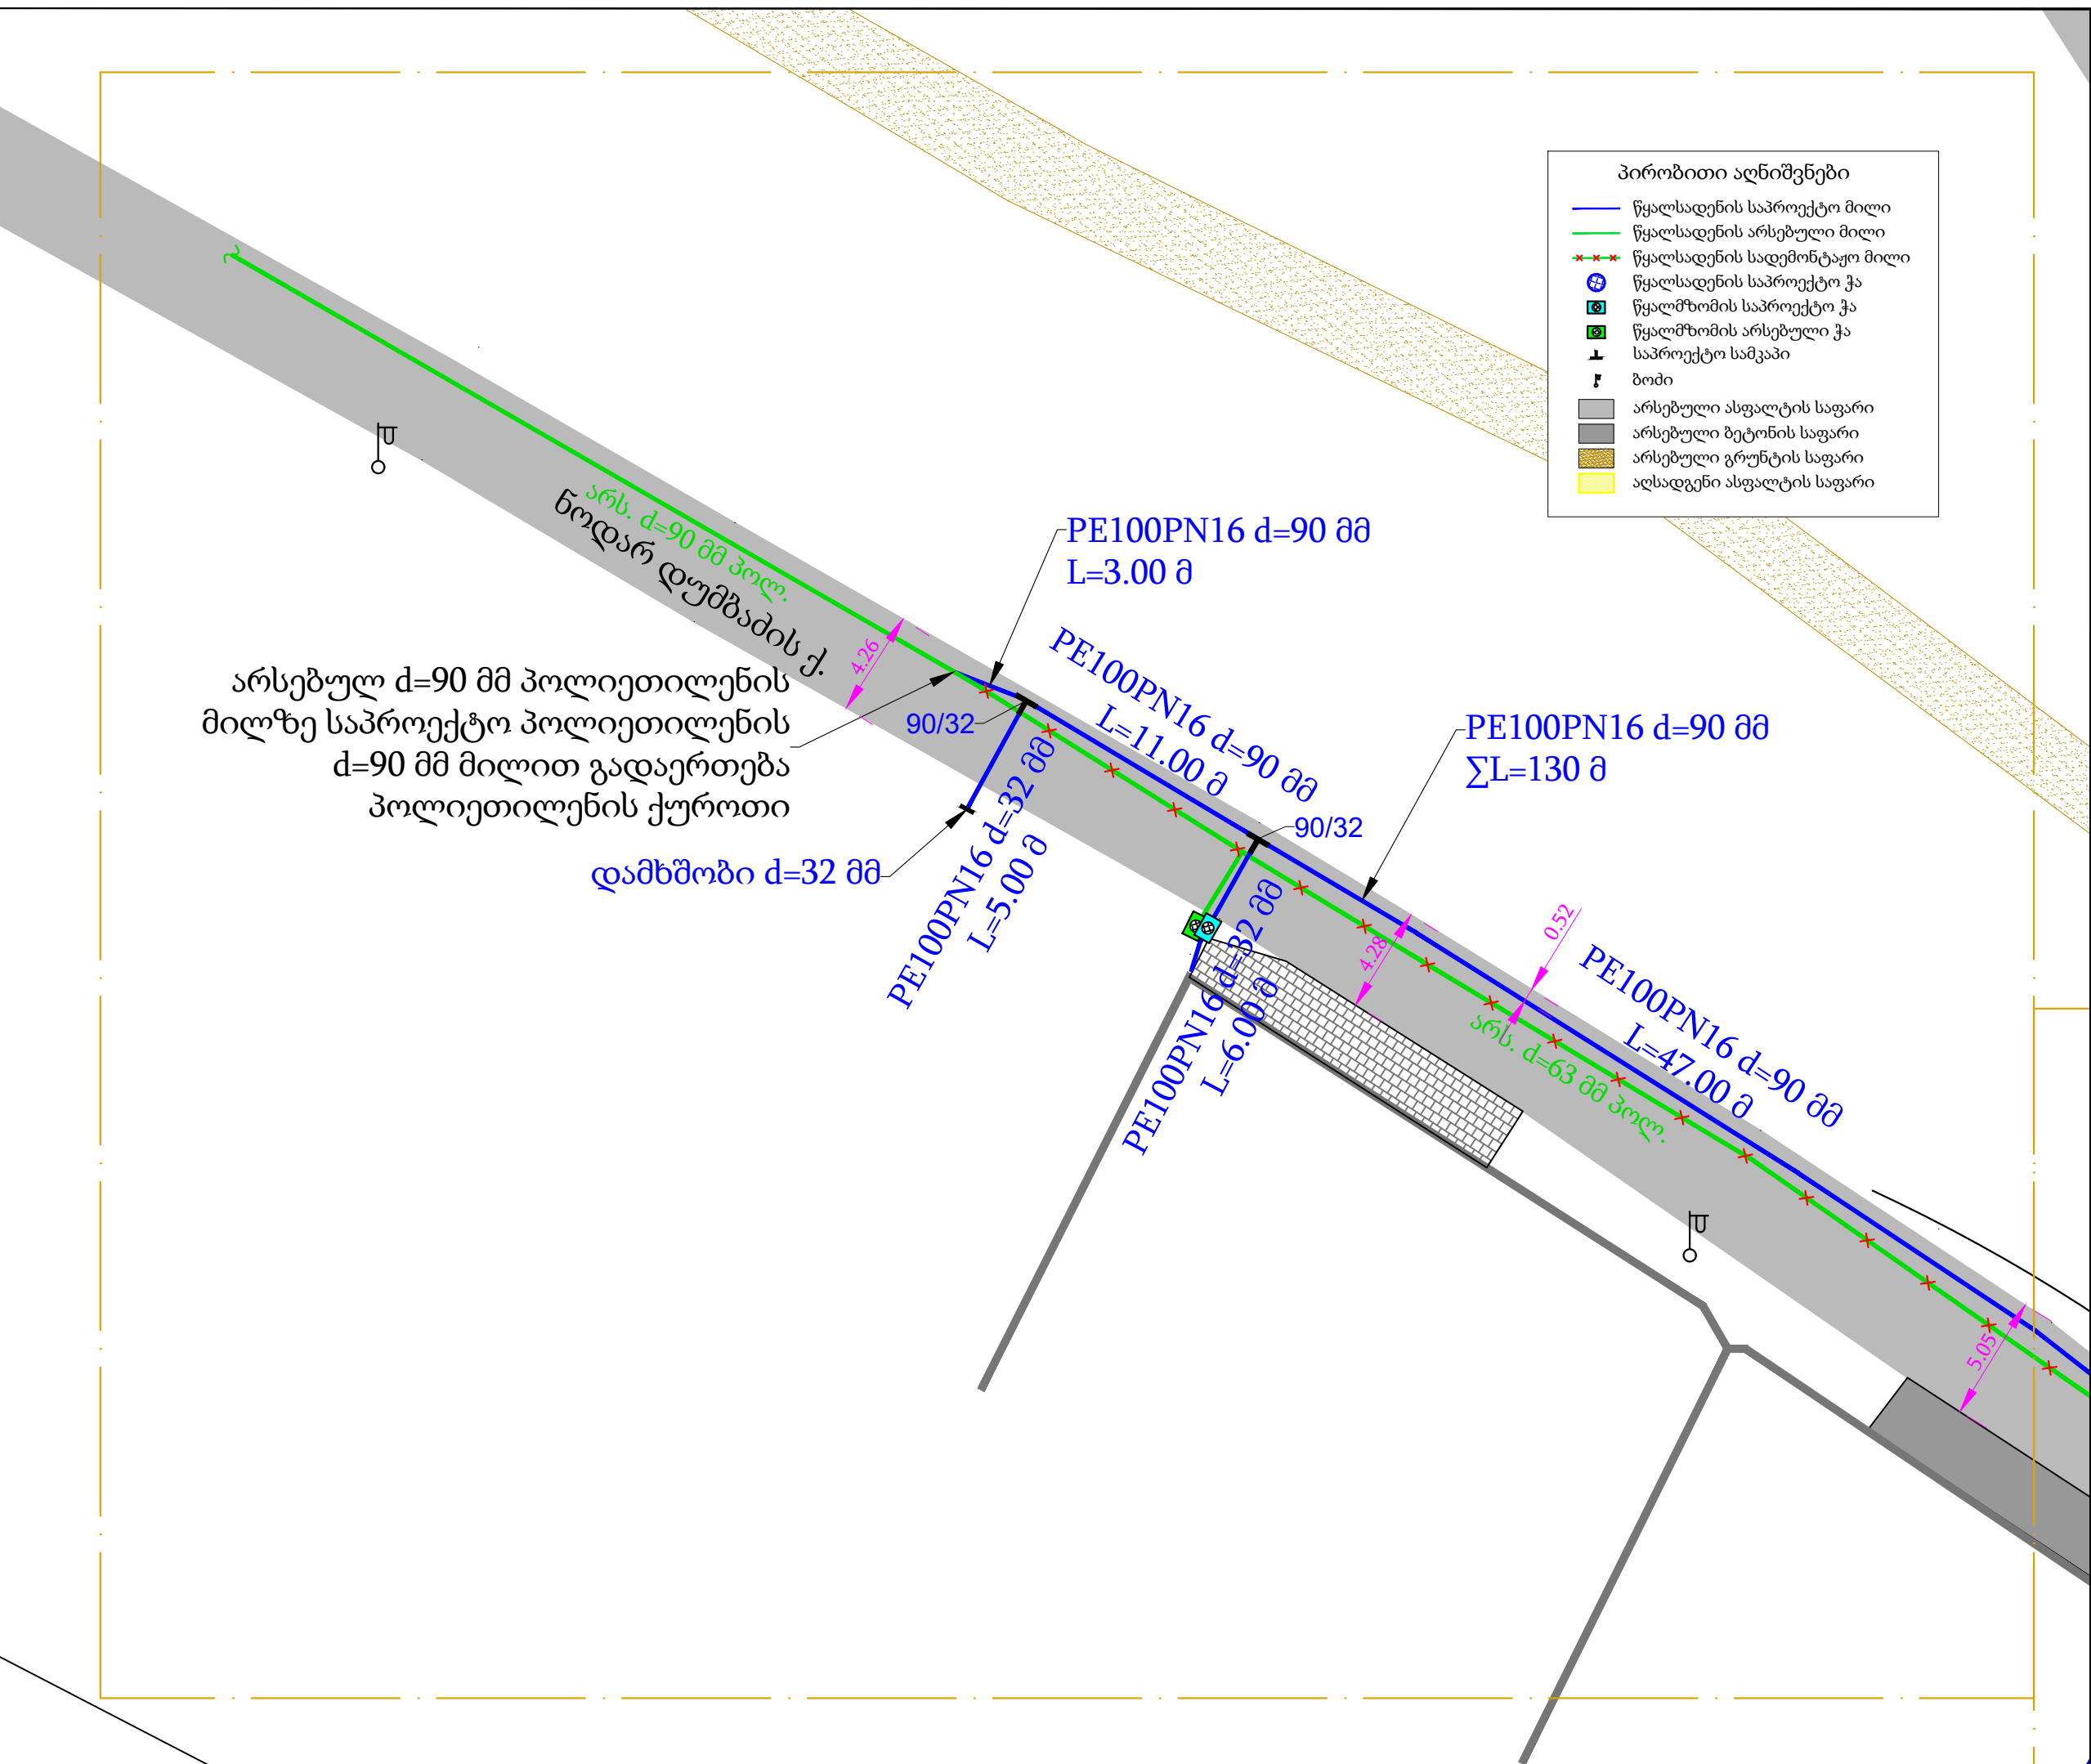 პირობითი აღნიშვნები
წყალსადენის საპროექტო მილი
წყალსადენის არსებული მილი
წყალსადენის სადემონტაჟო მილი
წყალსადენის საპროექტო ჭა
წყალმზომის საპროექტო ჭა
წყალმზომის არსებული ჭა
საპროექტო სამკაპი
ბოძი
არსებული ასფალტის საფარი
არსებული ბეტონის საფარი
არსებული გრუნტის საფარი
აღსადგენი ასფალტის საფარი
არს. d=90 მმ პოლ.
ნოდარ დუმბამის ქ.
4.26
PE100PN16 d=90 მმ
L=3.00 მ
არსებულ d=90 მმ პოლიეთილენის
მილზე საპროექტო პოლიეთილენის
d=90 მმ მილით გადაერთება
პოლიეთილენის ქუროთი
90/32
დამხშობი d=32 მმ
PE100PN16 d=32 მმ
L=5.00 მ
PE100PN16 d=90 მმ
L=11.00 მ
90/32
PE100PN16 d=90 მმ
∑L=130 მ
PE100PN16 d=32 მმ
L=6.00 მ
4.28
0.52
არს. d=63 მმ პოლ.
PE100PN16 d=90 მმ
L=47.00 მ
5.05